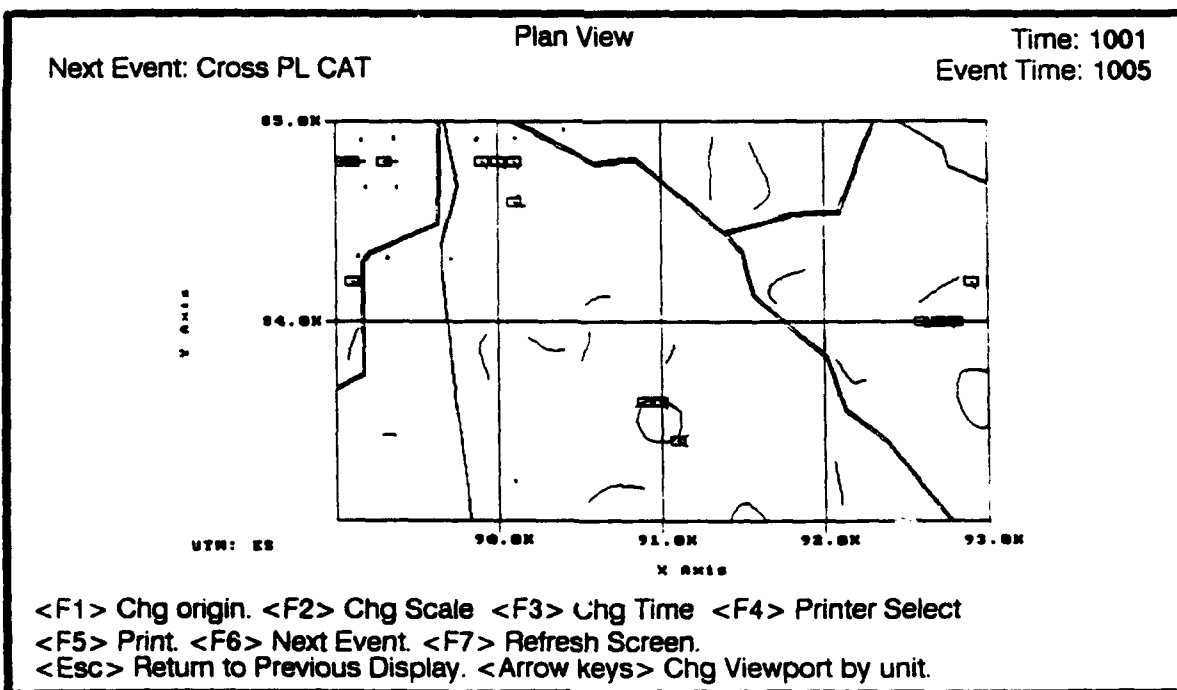 Plan View
Time: 1001
Next Event: Cross PL CAT
Event Time: 1005
85.0K
Y Axis
84.0K
UTM: ES
90.0K 91.0K 92.0K 93.0K
X Axis
<F1> Chg origin. <F2> Chg Scale <F3> Chg Time <F4> Printer Select
<F5> Print. <F6> Next Event. <F7> Refresh Screen.
<Esc> Return to Previous Display. <Arrow keys> Chg Viewport by unit.